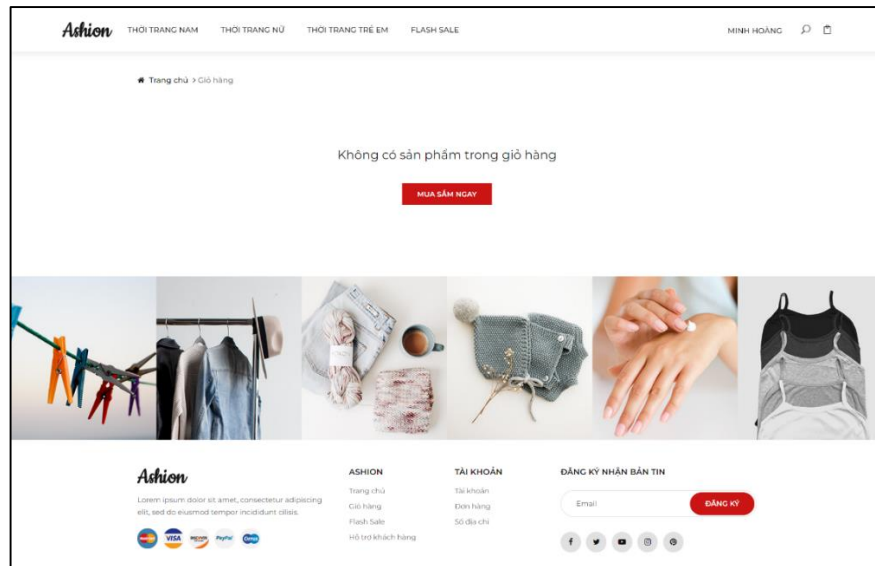 Ashion THỜI TRANG NAM THỜI TRANG NỮ THỜI TRANG TRẺ EM FLASH SALE MINH HOÀNG
Trang chủ > Giỏ hàng
Không có sản phẩm trong giỏ hàng
MUA SẮM NGAY
Ashion
Lorem ipsum dolor sit amet, consectetur adipiscing
elit, sed do eiusmod tempor incididunt cilisis.
VISA PayPal
ASHION
Trang chủ
Giỏ hàng
Flash Sale
Hỗ trợ khách hàng
TÀI KHOẢN
Tài khoản
Đơn hàng
Sổ địa chỉ
ĐĂNG KÝ NHẬN BẢN TIN
Email ĐĂNG KÝ